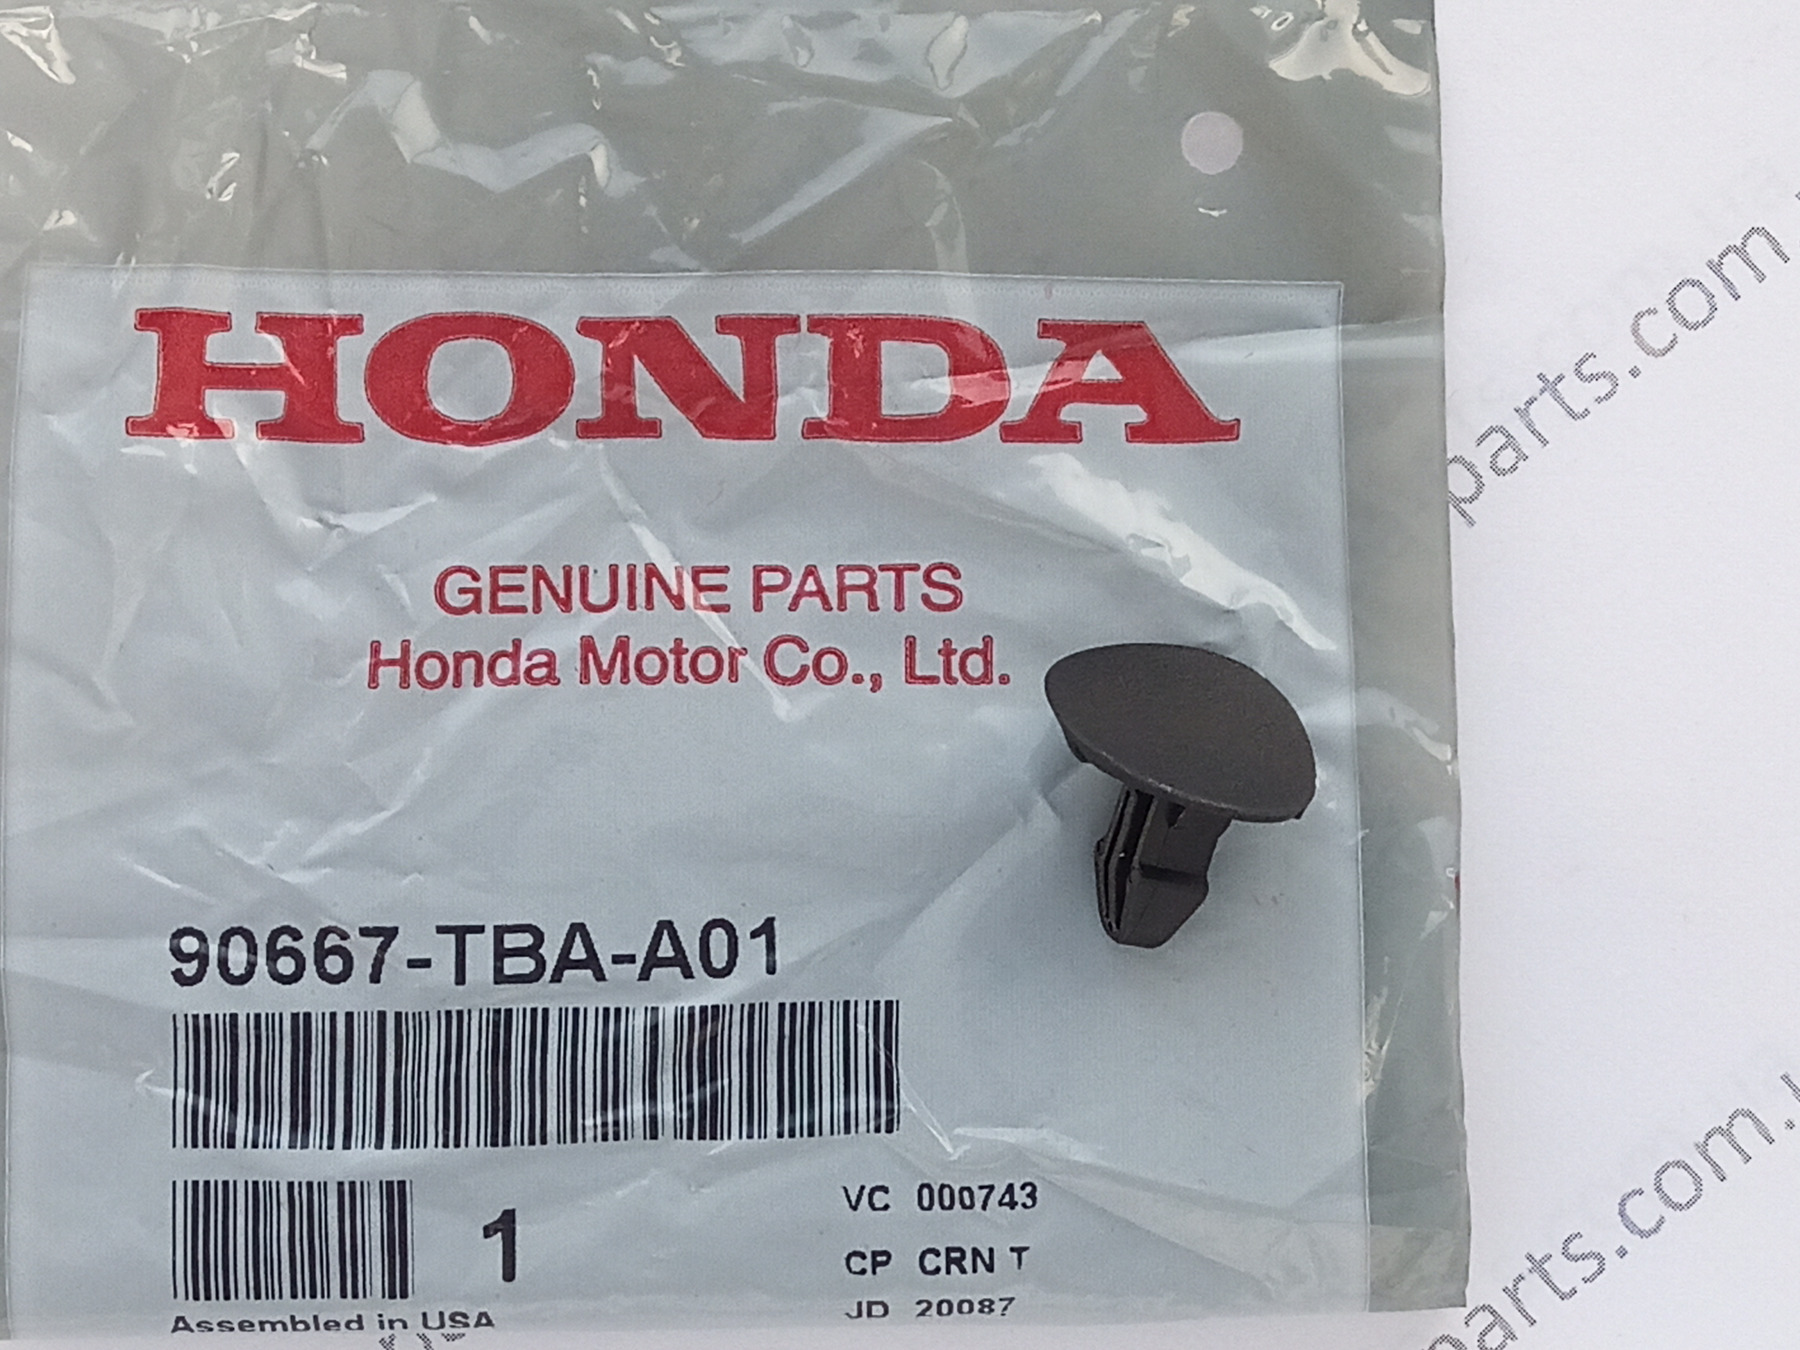 HONDA
GENUINE PARTS
Honda Motor Co., Ltd.
90667-TBA-A01
1
VC 000743
CP CRN T
JD 20087
Assembled in USA
parts.com.
parts.com.